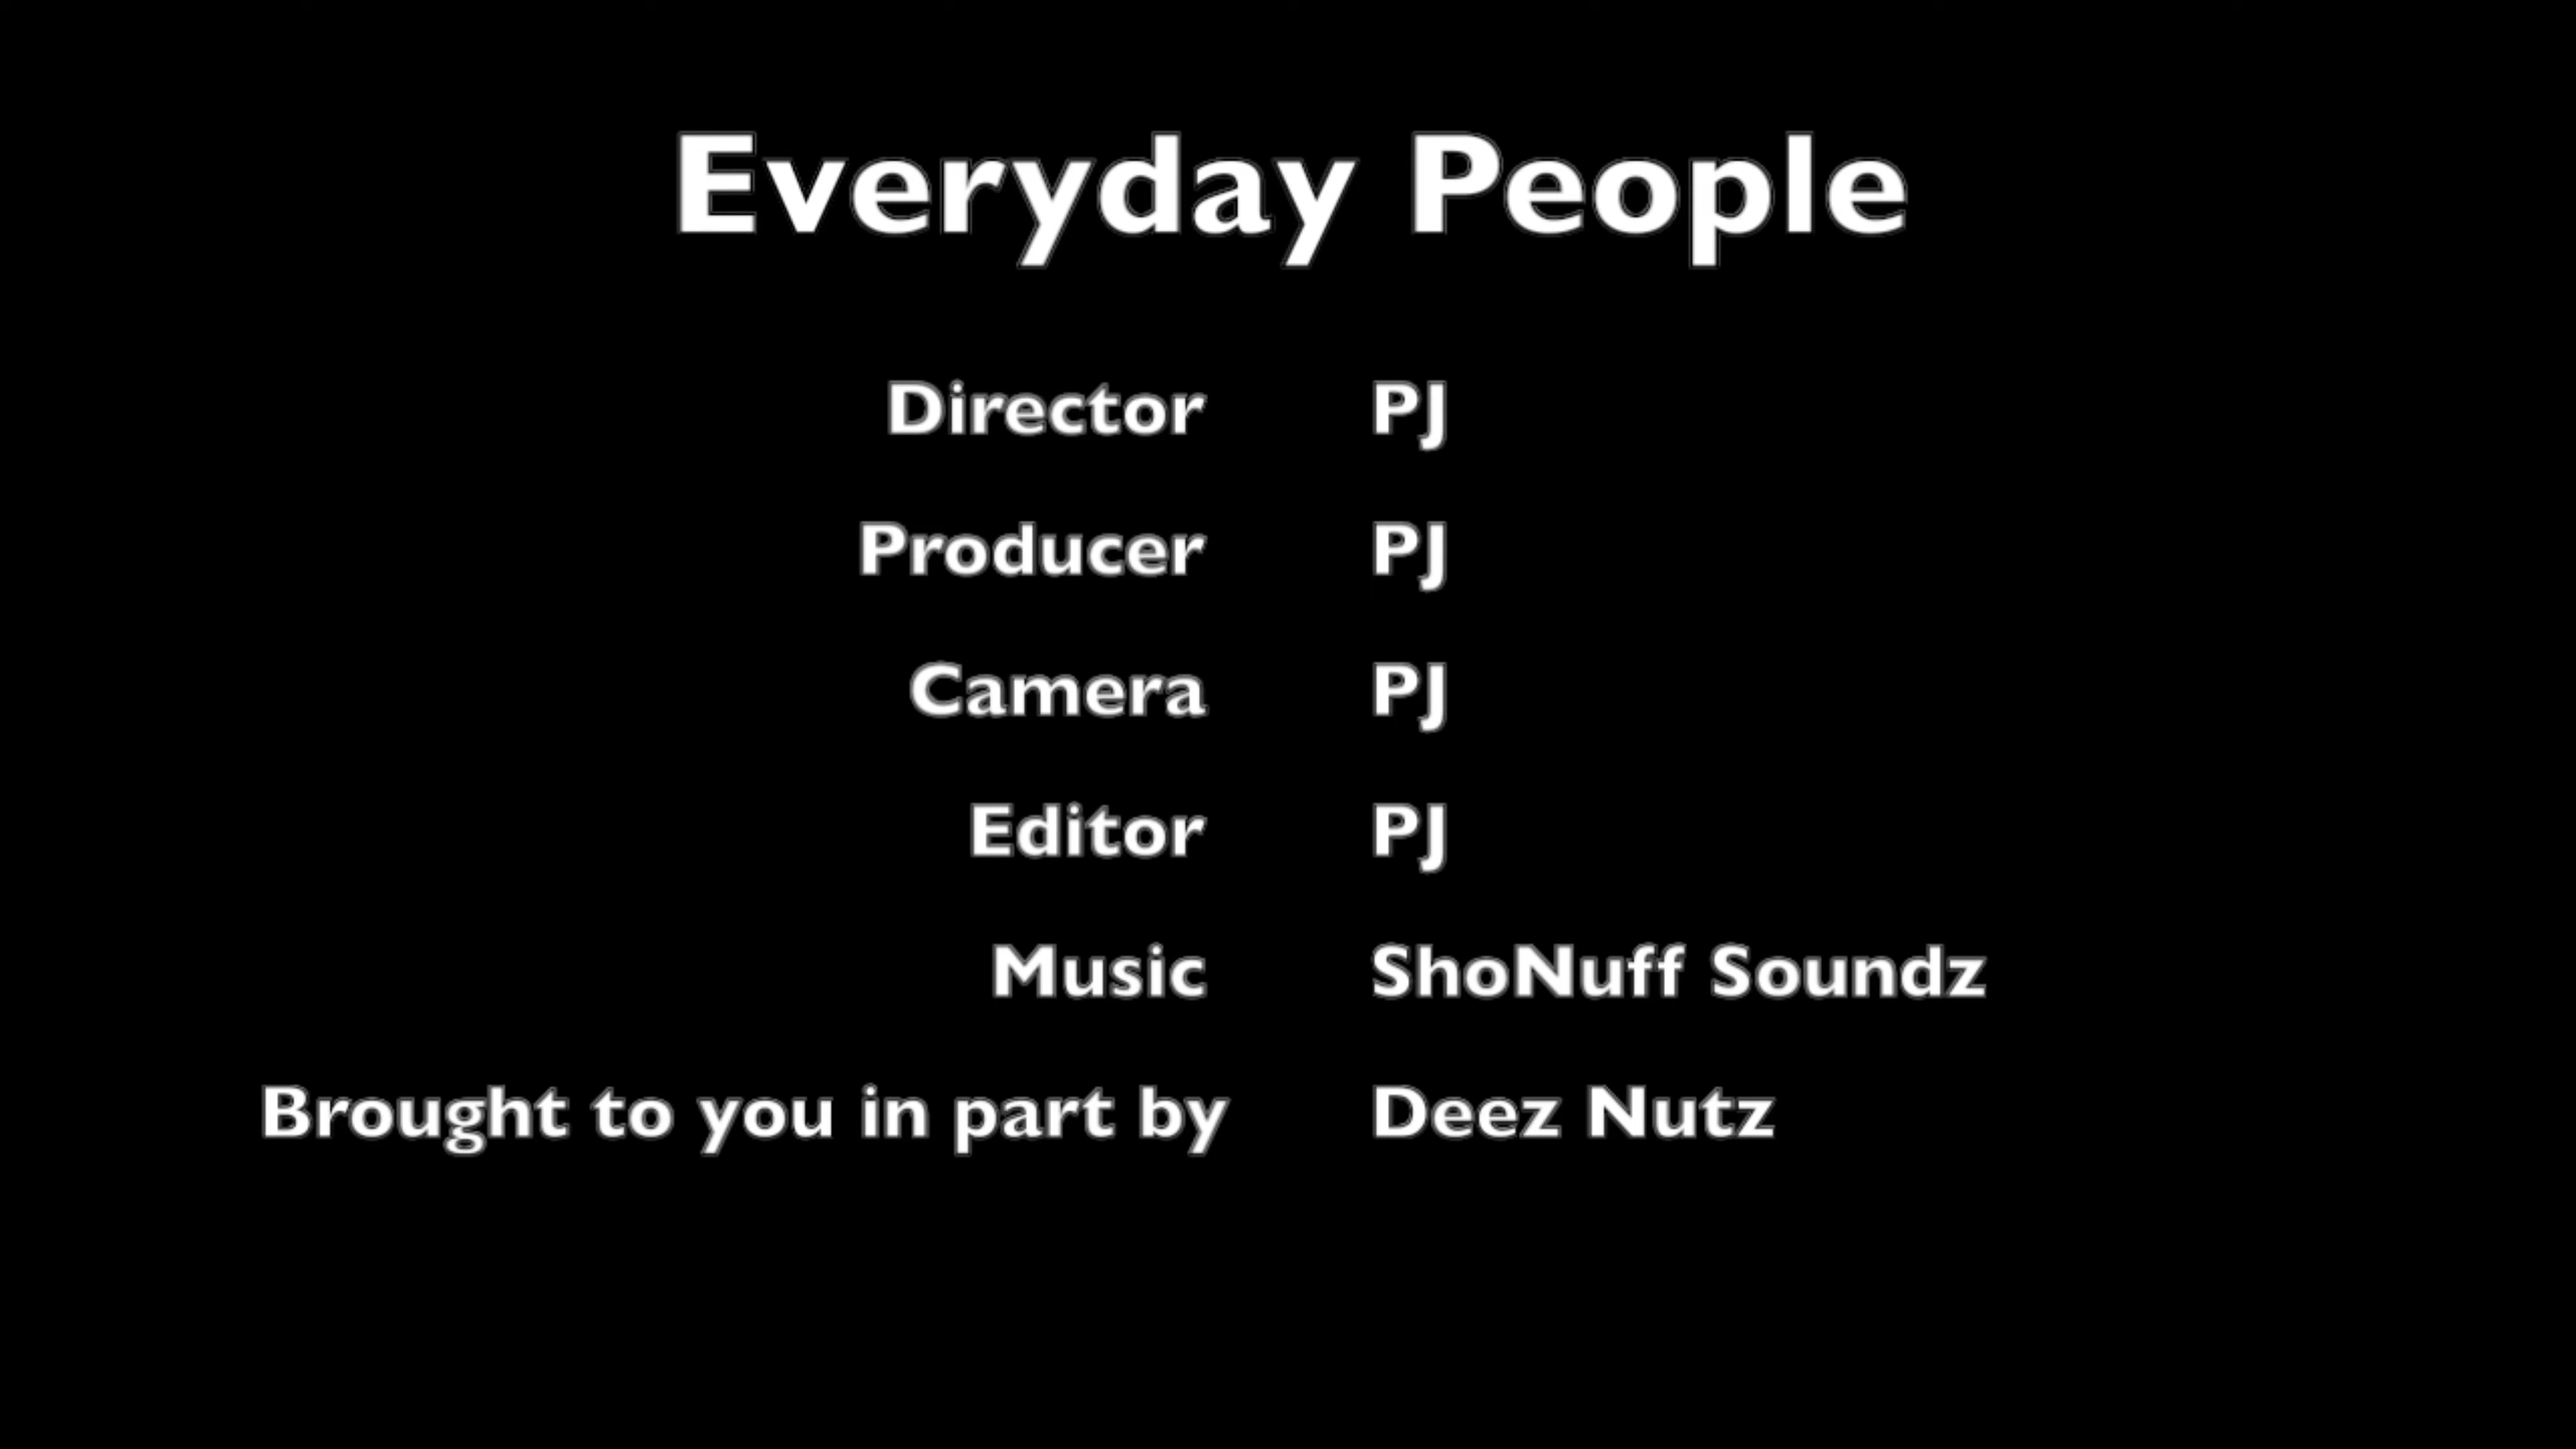 Everyday People
Director PJ
Producer PJ
Camera PJ
Editor PJ
Music ShoNuff Soundz
Brought to you in part by Deez Nutz